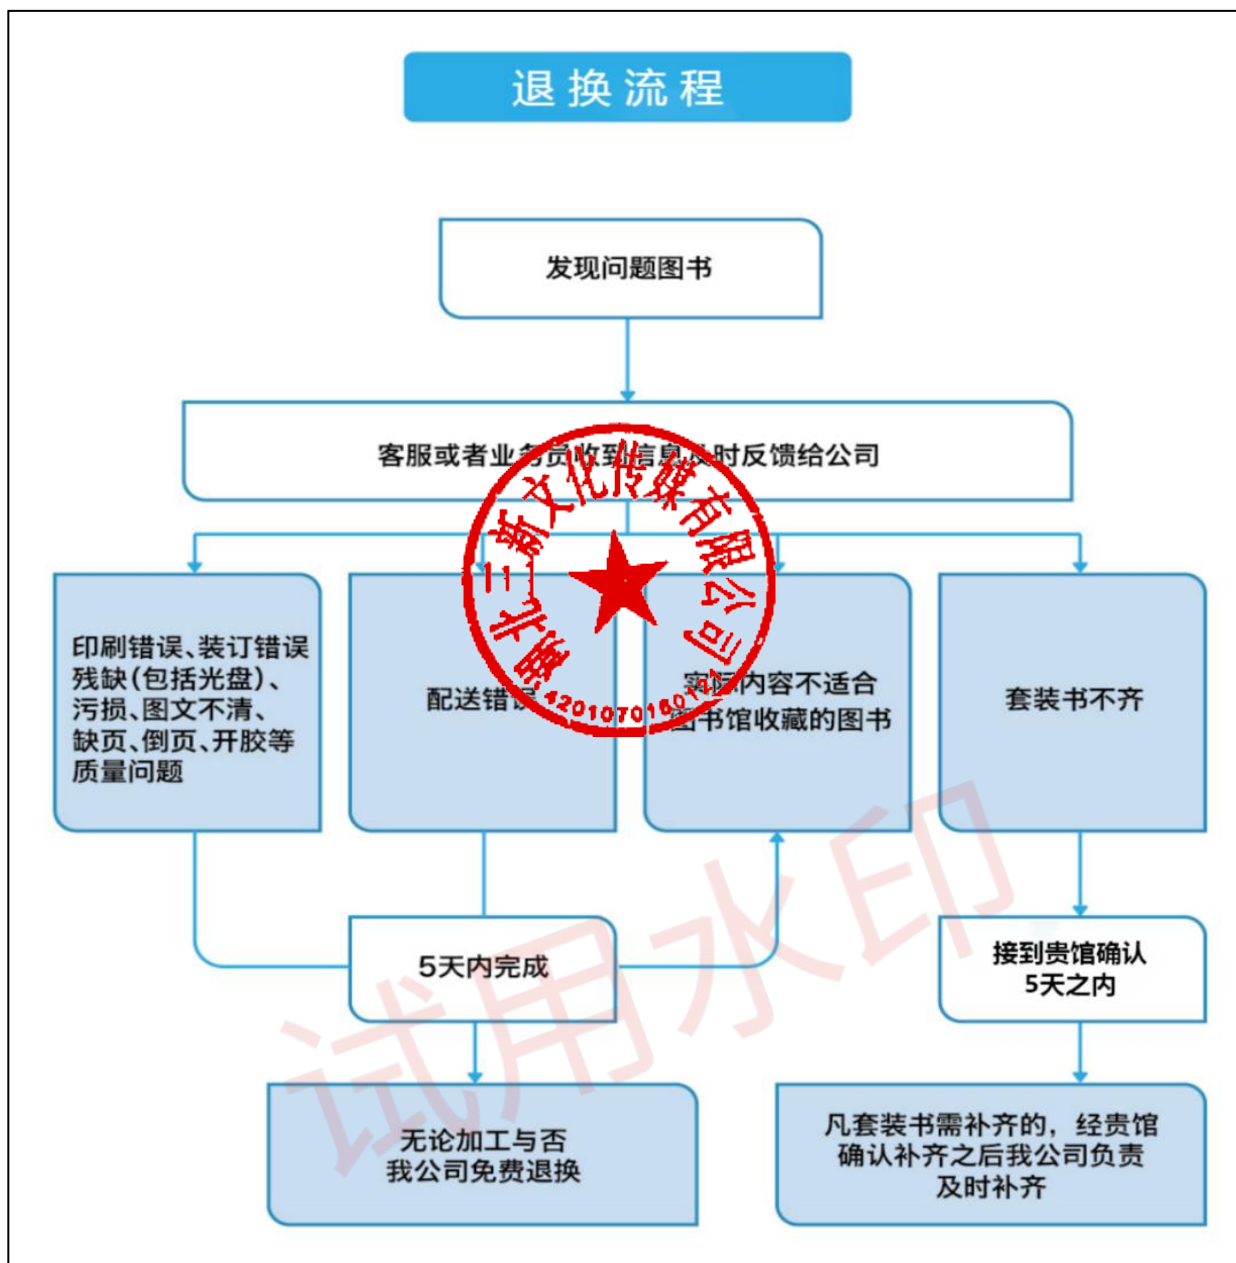 退换流程
发现问题图书
客服或者业务员收到信息及时反馈给公司
印刷错误、装订错误
残缺(包括光盘)、
污损、图文不清、
缺页、倒页、开胶等
质量问题
配送错误
实际内容不适合
图书馆收藏的图书
套装书不齐
湖北三新文化传媒有限公司
5天内完成
接到贵馆确认
5天之内
无论加工与否
我公司免费退换
凡套装书需补齐的，经贵馆
确认补齐之后我公司负责
及时补齐
试用水印